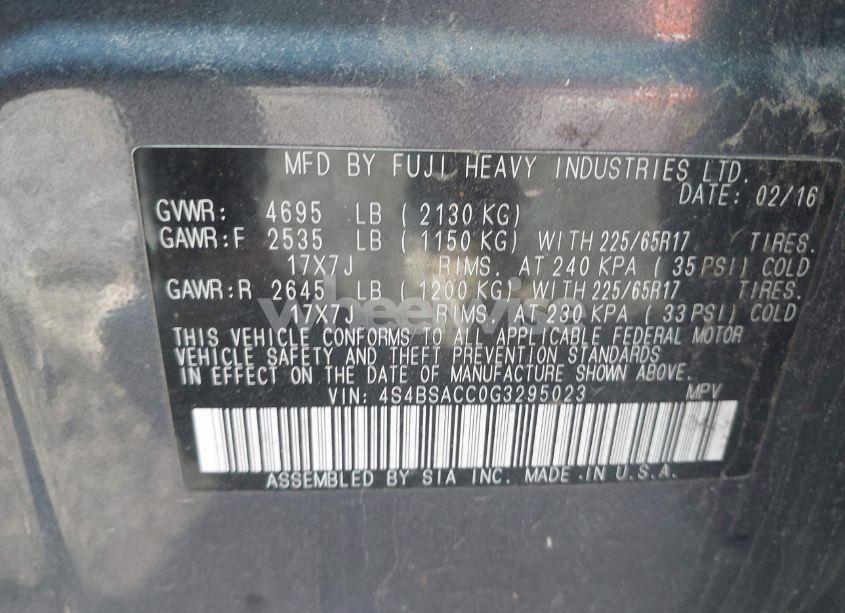 MFD BY FUJI HEAVY INDUSTRIES LTD.
DATE: 02/16
GVWR: 4695 LB ( 2130 KG)
GAWR:F 2535 LB ( 1150 KG) WITH 225/65R17 TIRES.
17X7J RIMS. AT 240 KPA ( 35 PSI) COLD
GAWR:R 2645 LB ( 1200 KG) WITH 225/65R17 TIRES.
17X7J RIMS. AT 230 KPA ( 33 PSI) COLD
THIS VEHICLE CONFORMS TO ALL APPLICABLE FEDERAL MOTOR
VEHICLE SAFETY AND THEFT PREVENTION STANDARDS
IN EFFECT ON THE DATE OF MANUFACTURE SHOWN ABOVE.
VIN: 4S4BSACC0G3295023 MPV
ASSEMBLED BY SIA INC. MADE IN U.S.A.